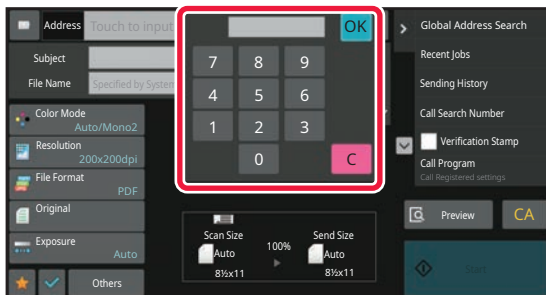 Address
Touch to input
OK
Subject
File Name
Specified by System
7 8 9
4 5 6
1 2 3
0 C
Color Mode
Auto/Mono2
Resolution
200x200dpi
File Format
PDF
Original
Exposure
Auto
Others
Scan Size
Auto
8½x11
100%
Send Size
Auto
8½x11
Global Address Search
Recent Jobs
Sending History
Call Search Number
Verification Stamp
Call Program
Call Registered settings
Preview
CA
Start